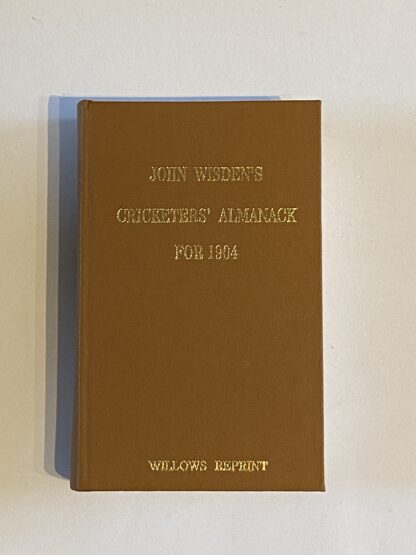 JOHN WISDEN'S
CRICKETERS' ALMANACK
FOR 1904
WILLOWS REPRINT